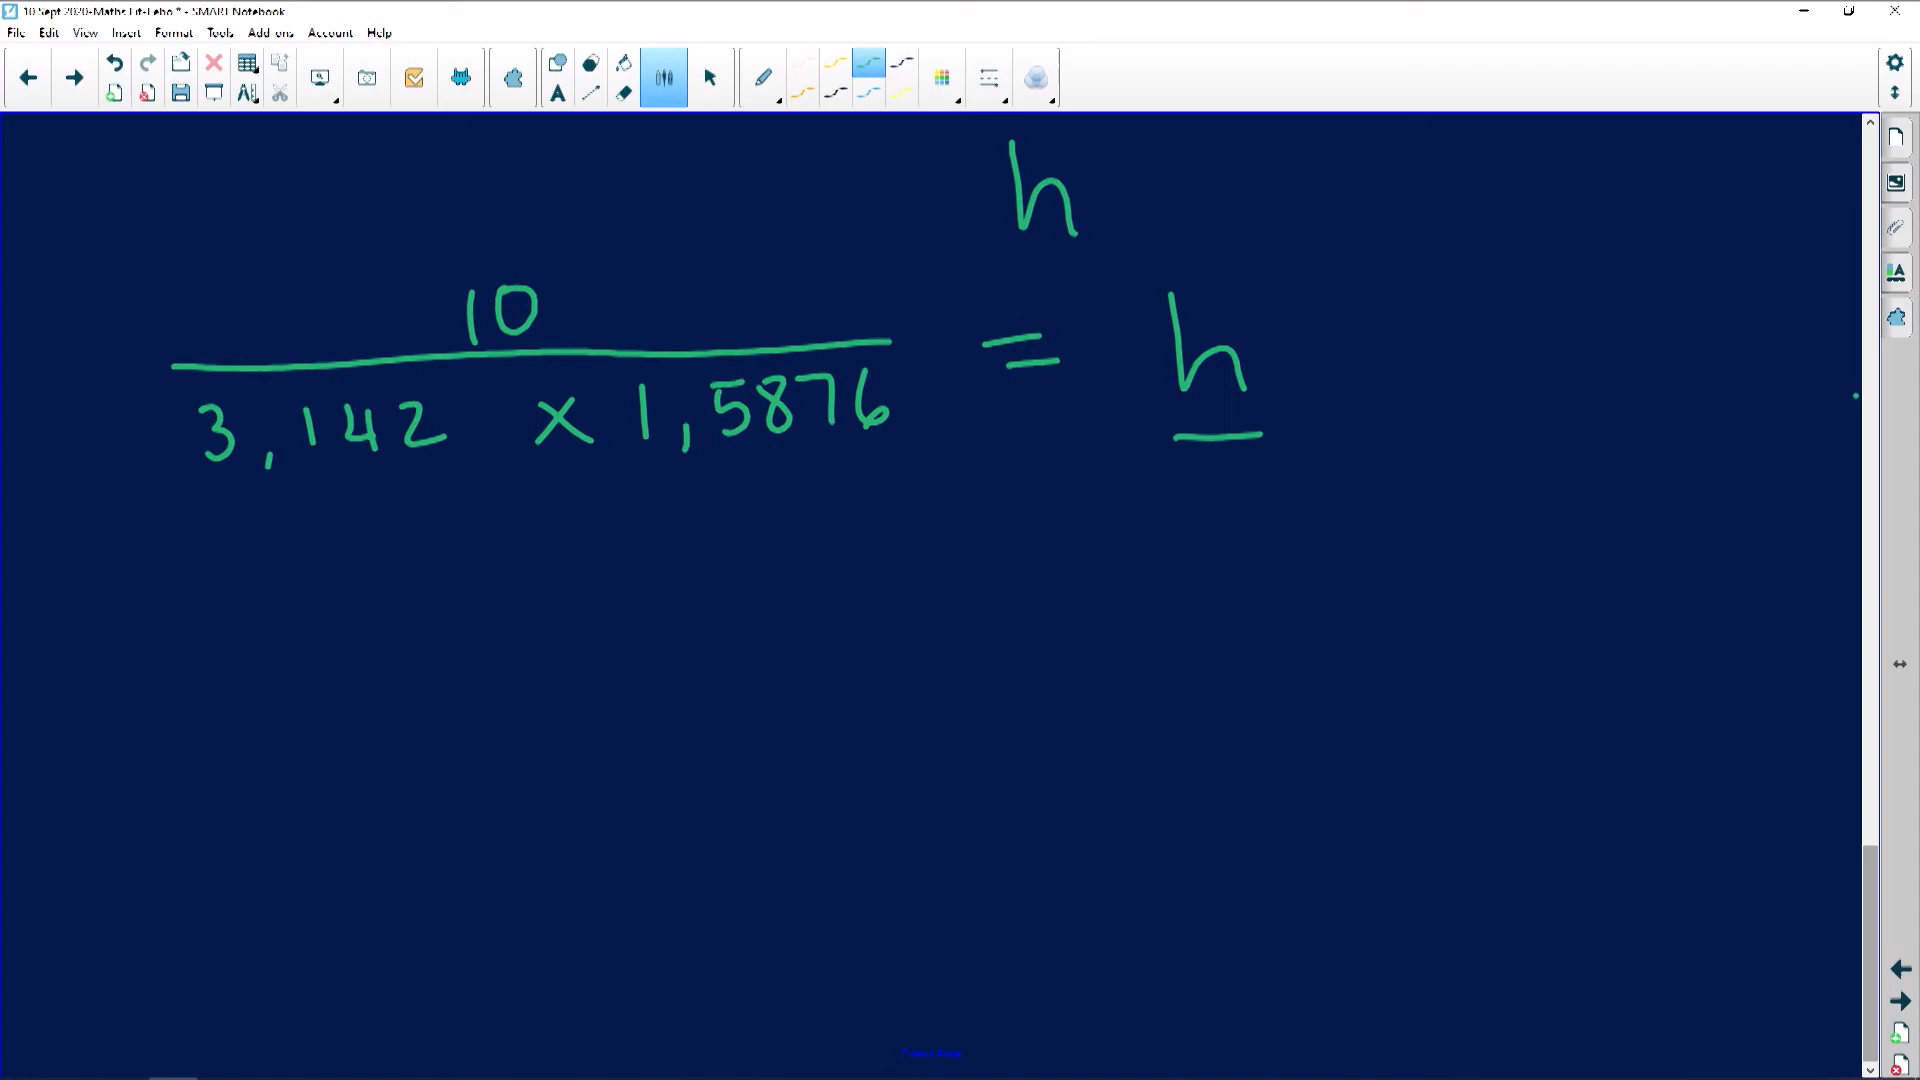 10 Sept 2020-Maths Lit-Lebo * - SMART Notebook
File Edit View Insert Format Tools Add-ons Account Help
h
10
3,142 × 1,5876 = h